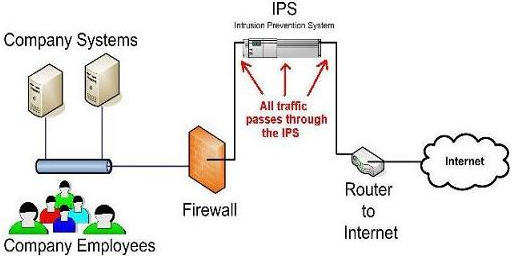 IPS
Intrusion Prevention System
Company Systems
All traffic
passes through
the IPS
Internet
Firewall
Router
to
Internet
Company Employees